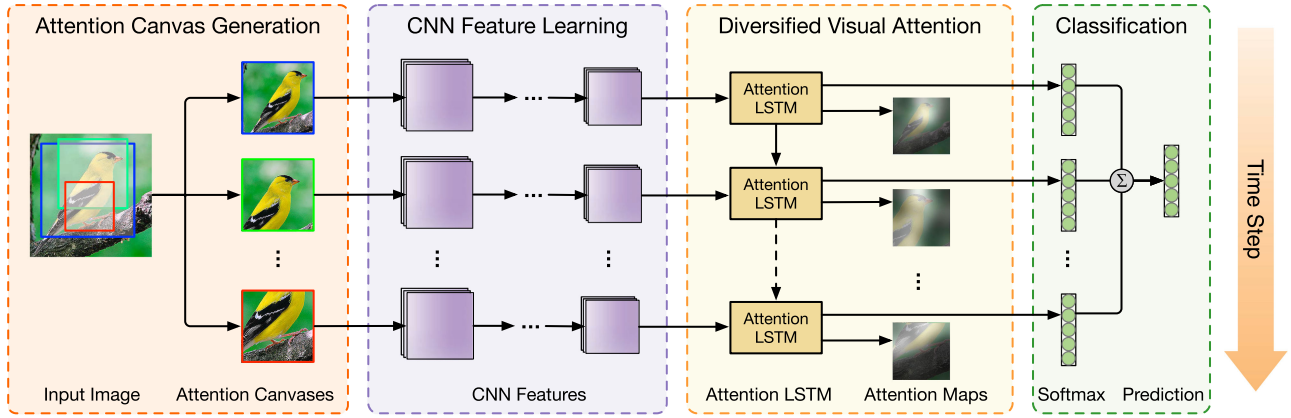 Attention Canvas Generation
CNN Feature Learning
Diversified Visual Attention
Classification
...
Attention
LSTM
...
Attention
LSTM
Σ
...
...
...
...
...
...
Attention
LSTM
Time Step
Input Image
Attention Canvases
CNN Features
Attention LSTM
Attention Maps
Softmax
Prediction